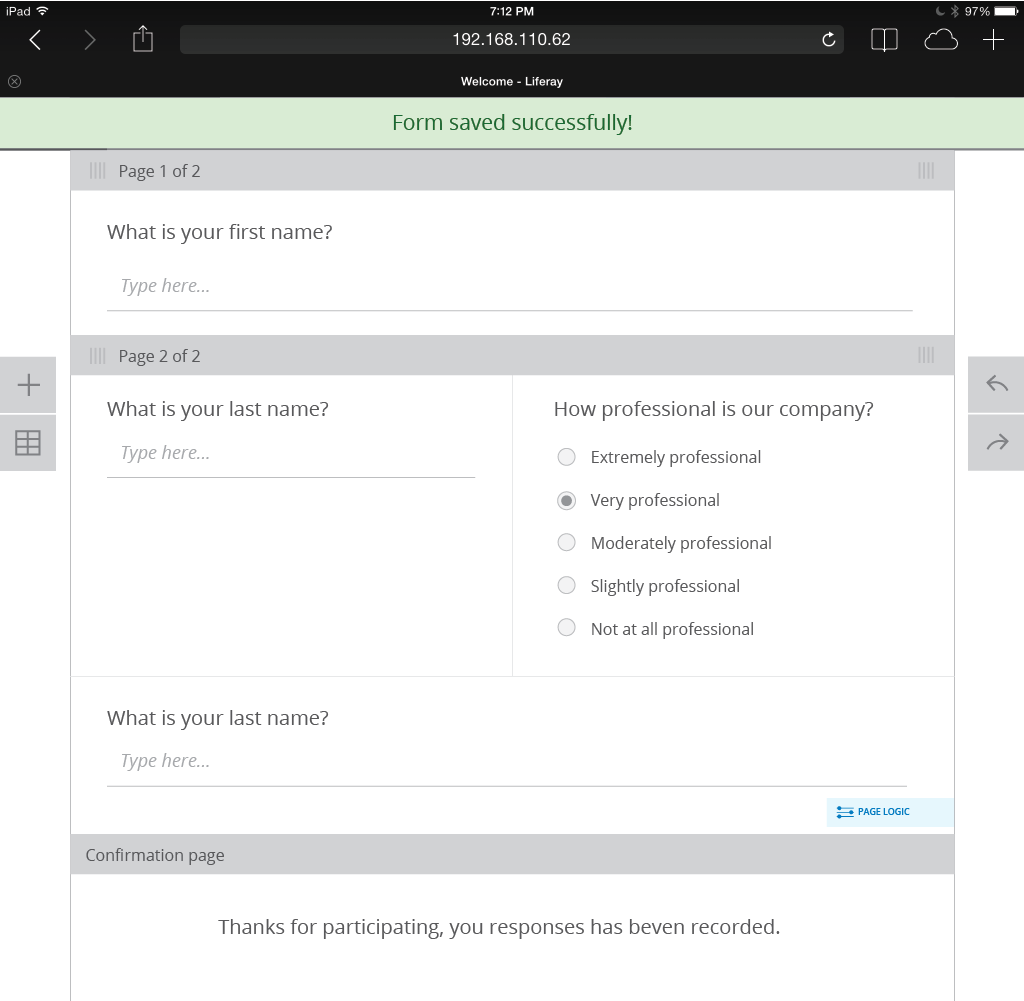 iPad
7:12 PM
97%
192.168.110.62
Welcome - Liferay
Form saved successfully!
Page 1 of 2
What is your first name?
Type here...
Page 2 of 2
What is your last name?
Type here...
How professional is our company?
Extremely professional
Very professional
Moderately professional
Slightly professional
Not at all professional
What is your last name?
Type here...
PAGE LOGIC
Confirmation page
Thanks for participating, you responses has beven recorded.